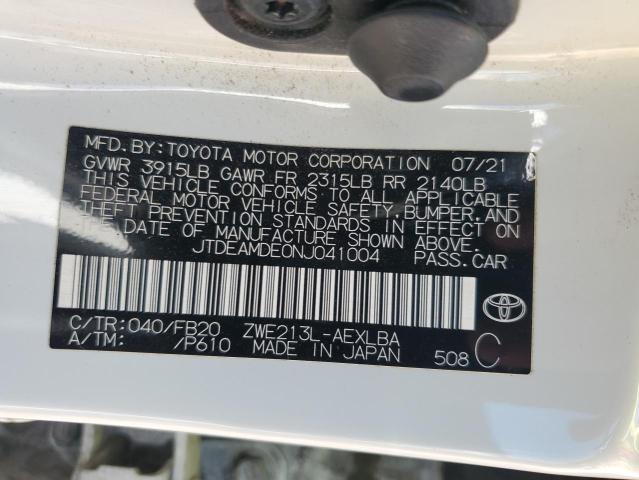 MFD. BY: TOYOTA MOTOR CORPORATION 07/21
GVWR 3915LB GAWR FR 2315LB RR 2140LB
THIS VEHICLE CONFORMS TO ALL APPLICABLE
FEDERAL MOTOR VEHICLE SAFETY, BUMPER, AND
THEFT PREVENTION STANDARDS IN EFFECT ON
THE DATE OF MANUFACTURE SHOWN ABOVE.
JTDEAMDE0NJ041004 PASS. CAR
C/TR: 040/FB20 ZWE213L-AEXLBA
A/TM: /P610 MADE IN JAPAN 508 C